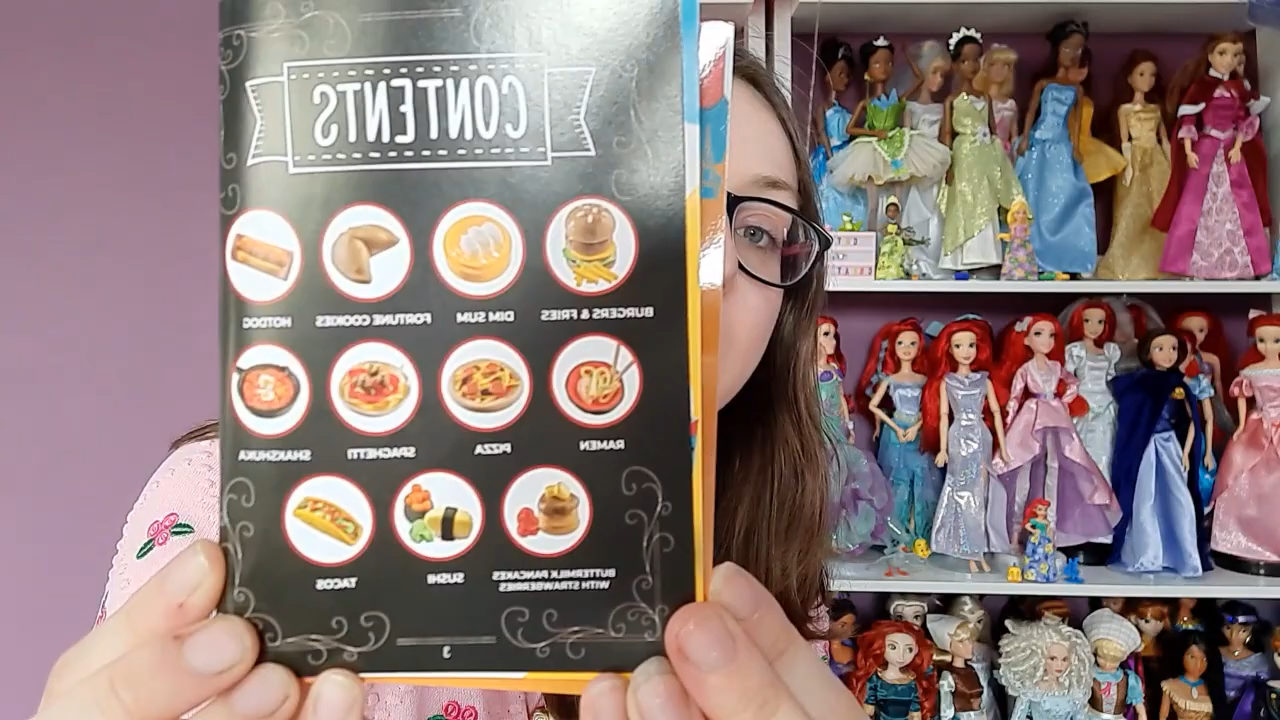 CONTENTS
BURGERS & FRIES
DIM SUM
FORTUNE COOKIES
HOTDOG
RAMEN
PIZZA
SPAGHETTI
SHAKSHUKA
BUTTERMILK PANCAKES
WITH STRAWBERRIES
SUSHI
TACOS
3